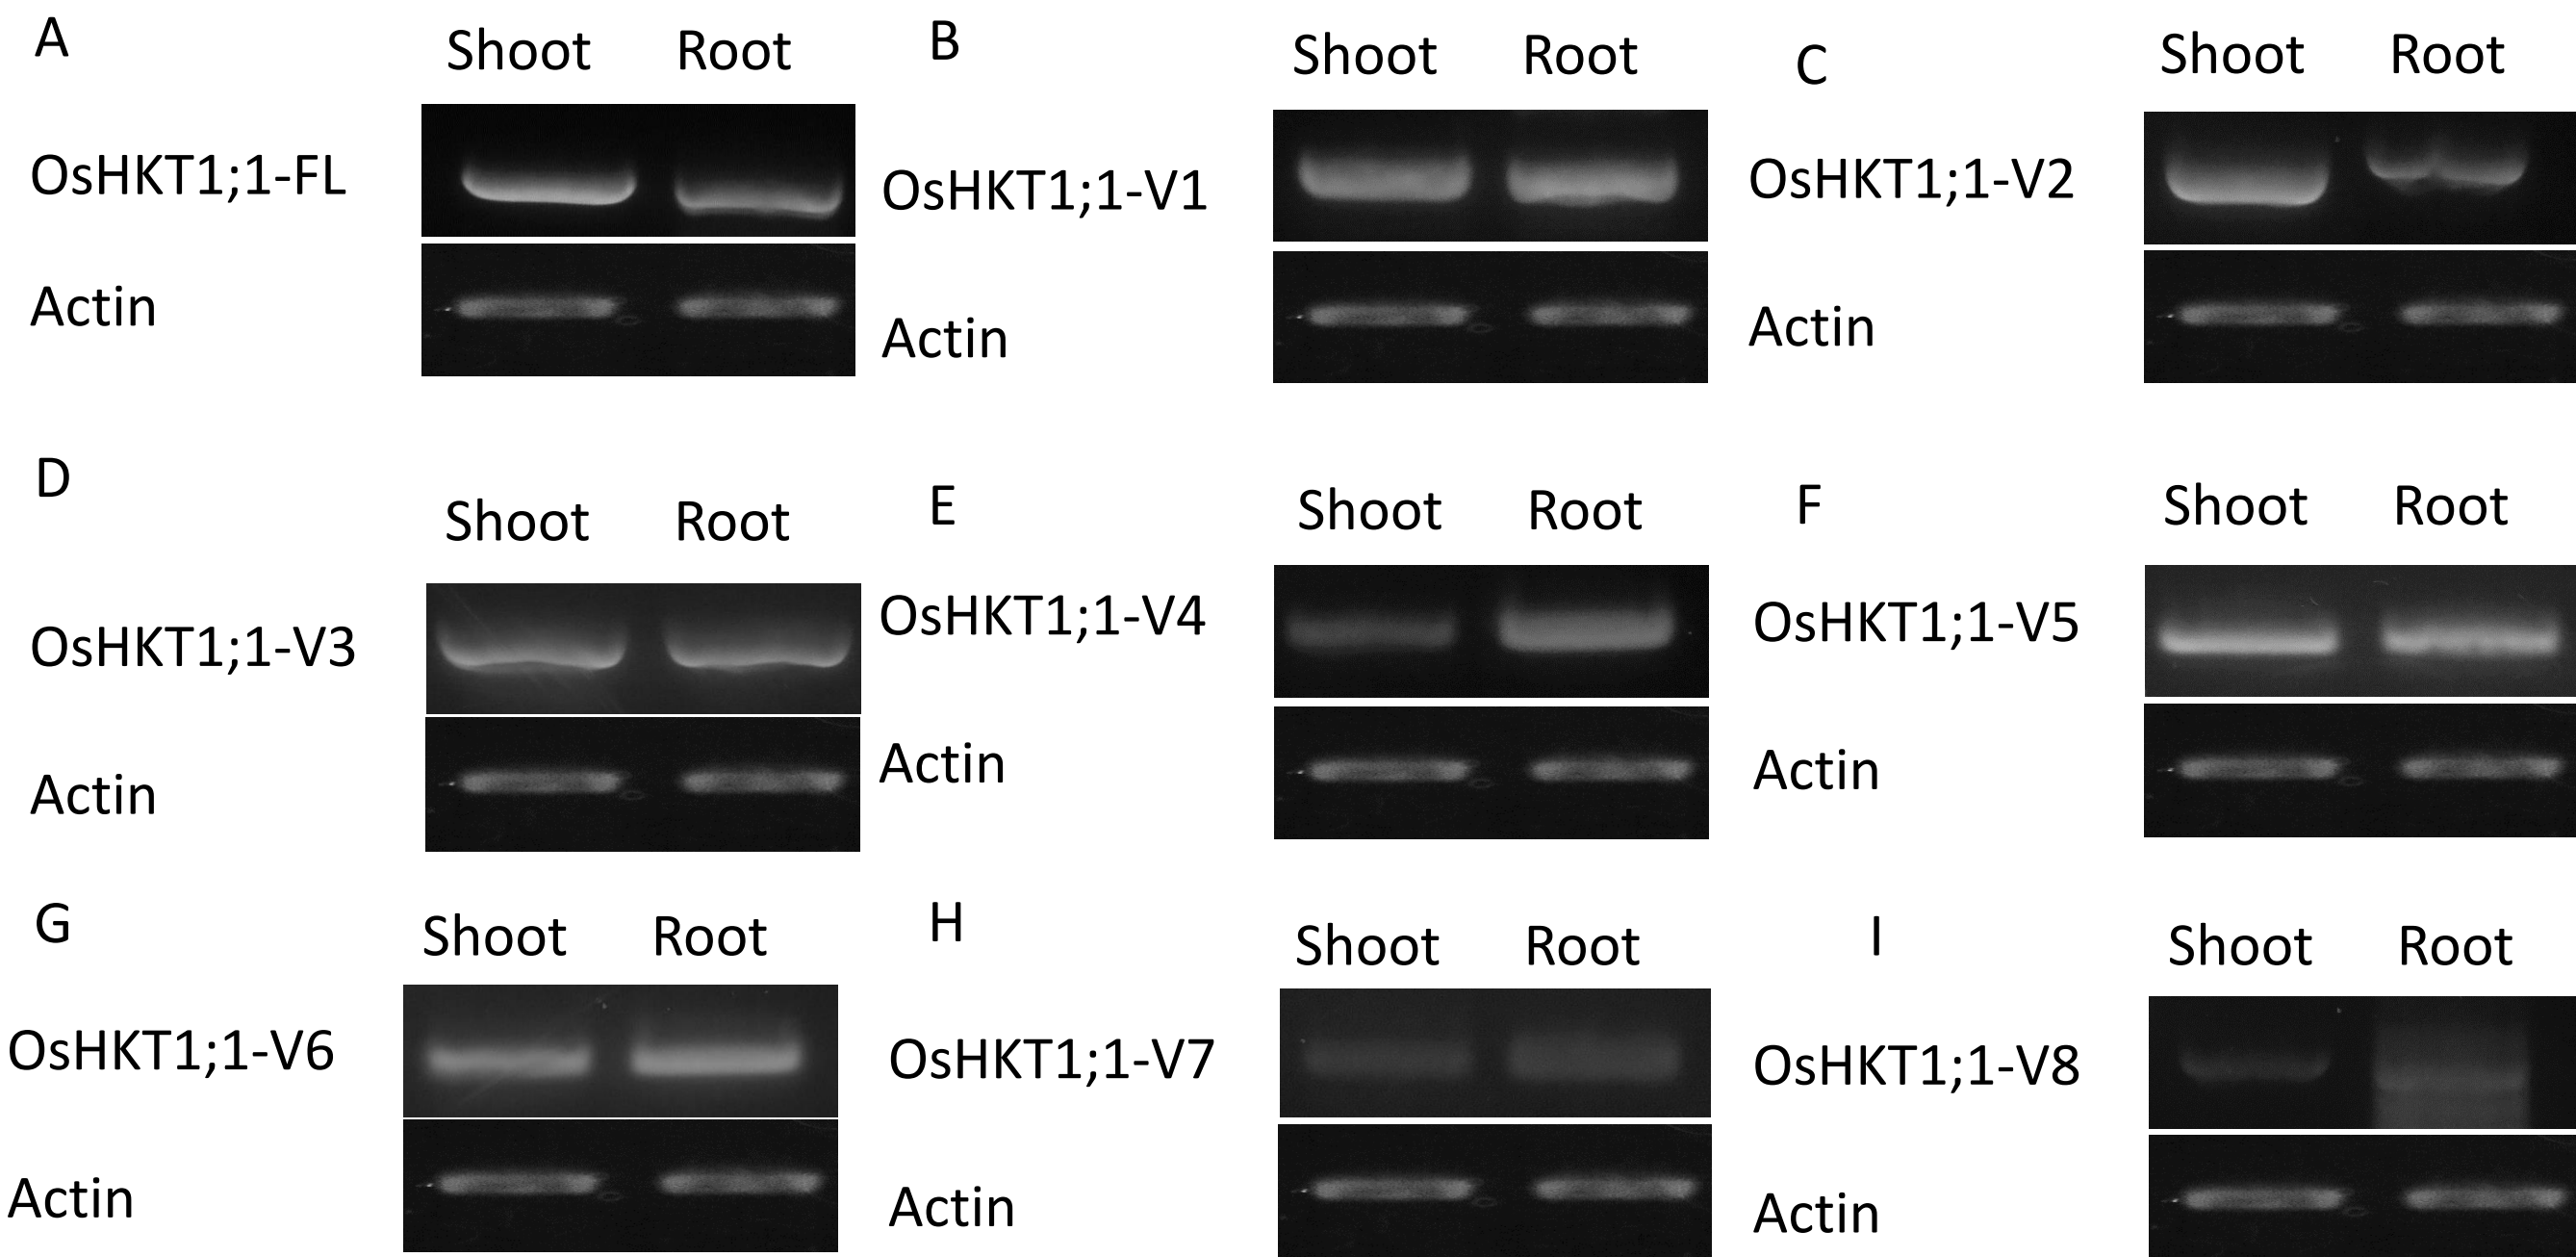 A
Shoot Root
OsHKT1;1-FL
Actin
B
Shoot Root
OsHKT1;1-V1
Actin
C
Shoot Root
OsHKT1;1-V2
Actin
D
Shoot Root
OsHKT1;1-V3
Actin
E
Shoot Root
OsHKT1;1-V4
Actin
F
Shoot Root
OsHKT1;1-V5
Actin
G
Shoot Root
OsHKT1;1-V6
Actin
H
Shoot Root
OsHKT1;1-V7
Actin
I
Shoot Root
OsHKT1;1-V8
Actin